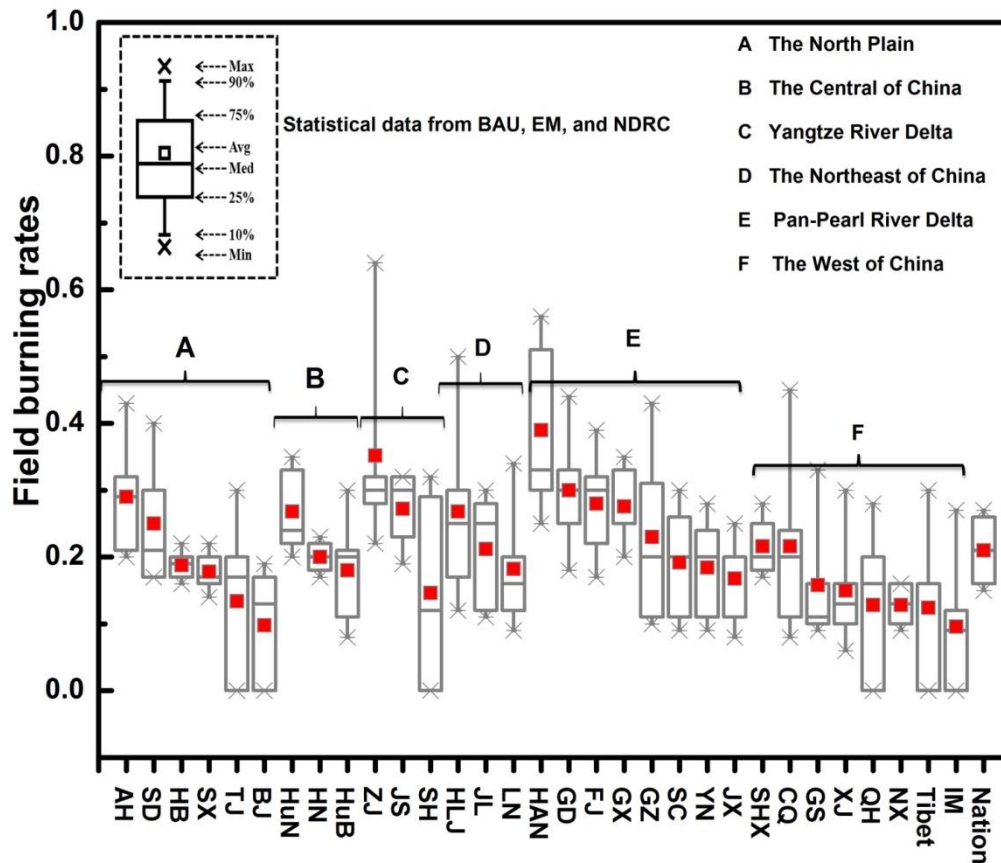 Field burning rates
1.0
0.8
0.6
0.4
0.2
0.0
Max
90%
75%
Avg
Med
25%
10%
Min
Statistical data from BAU, EM, and NDRC
A The North Plain
B The Central of China
C Yangtze River Delta
D The Northeast of China
E Pan-Pearl River Delta
F The West of China
A
B
C
D
E
F
AH
SD
HB
SX
TJ
BJ
HuN
HN
HuB
ZJ
JS
SH
HLJ
JL
LN
HAN
GD
FJ
GX
GZ
SC
YN
JX
SHX
CQ
GS
XJ
QH
NX
Tibet
IM
Nation